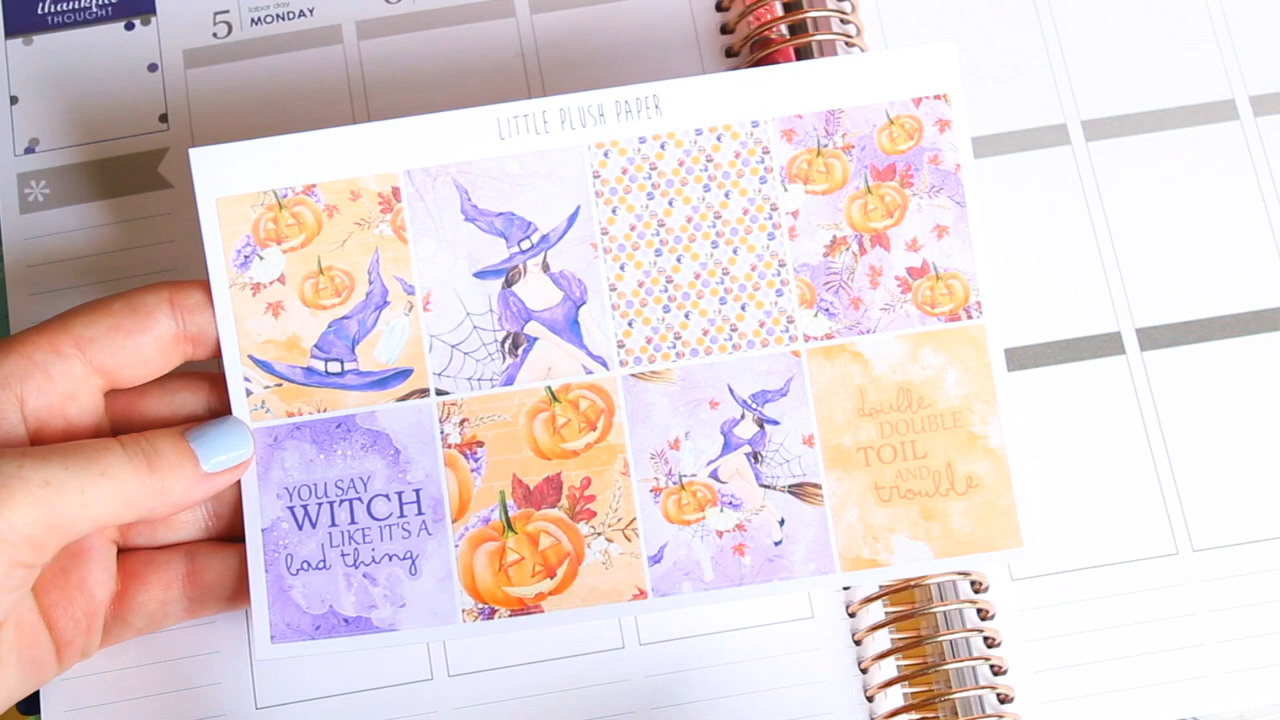 thankful
THOUGHT
5
labor day
MONDAY
LITTLE PLUSH PAPER
YOU SAY
WITCH
LIKE IT'S A
bad thing
double
DOUBLE
TOIL
AND
trouble